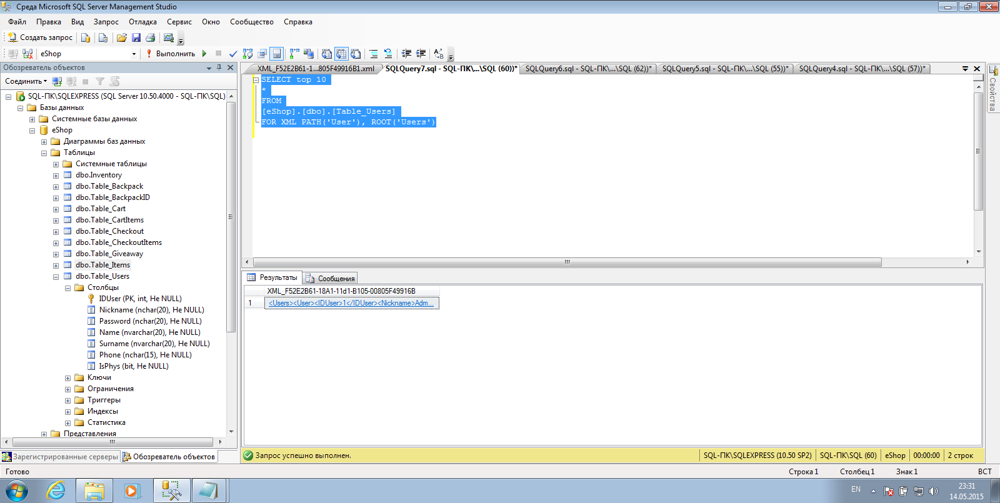 Среда Microsoft SQL Server Management Studio
Файл Правка Вид Запрос Отладка Сервис Окно Сообщество Справка
Создать запрос
eShop Выполнить
Обозреватель объектов
Соединить
SQL-ПК\SQLEXPRESS (SQL Server 10.50.4000 - SQL-ПК\SQL)
Базы данных
Системные базы данных
eShop
Диаграммы баз данных
Таблицы
Системные таблицы
dbo.Inventory
dbo.Table_Backpack
dbo.Table_BackpackID
dbo.Table_Cart
dbo.Table_CartItems
dbo.Table_Checkout
dbo.Table_CheckoutItems
dbo.Table_Giveaway
dbo.Table_Items
dbo.Table_Users
Столбцы
IDUser (PK, int, Не NULL)
Nickname (nchar(20), Не NULL)
Password (nchar(20), Не NULL)
Name (nvarchar(20), Не NULL)
Surname (nvarchar(20), Не NULL)
Phone (nchar(15), Не NULL)
IsPhys (bit, Не NULL)
Ключи
Ограничения
Триггеры
Индексы
Статистика
Представления
Зарегистрированные серверы Обозреватель объектов
XML_F52E2B61-1...805F49916B1.xml SQLQuery7.sql - SQL-ПК\...\SQL (60))* SQLQuery6.sql - SQL-ПК\...\SQL (62))* SQLQuery5.sql - SQL-ПК\...\SQL (55))* SQLQuery4.sql - SQL-ПК\...\SQL (57))*
SELECT top 10
*
FROM
[eShop].[dbo].[Table_Users]
FOR XML PATH('User'), ROOT('Users')
Свойства
Результаты Сообщения
XML_F52E2B61-18A1-11d1-B105-00805F49916B
1 <Users><User><IDUser>1</IDUser><Nickname>Adm...
Запрос успешно выполнен. SQL-ПК\SQLEXPRESS (10.50 SP2) SQL-ПК\SQL (60) eShop 00:00:00 2 строк
Готово Строка 1 Столбец 1 Знак 1 ВСТ
EN 23:31
14.05.2015